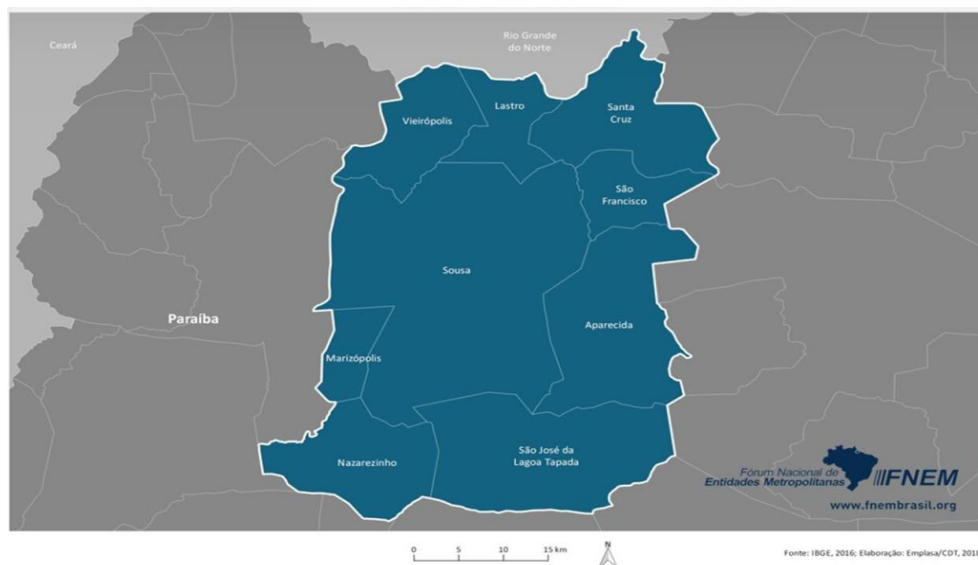 Ceará
Rio Grande
do Norte
Lastro
Vieirópolis
Santa
Cruz
São
Francisco
Sousa
Paraíba
Aparecida
Marizópolis
São José da
Lagoa Tapada
Nazarezinho
Fórum Nacional de
Entidades Metropolitanas
FNEM
www.fnembrasil.org
0 5 10 15 km
N
Fonte: IBGE, 2016; Elaboração: Emplasa/CDT, 2018